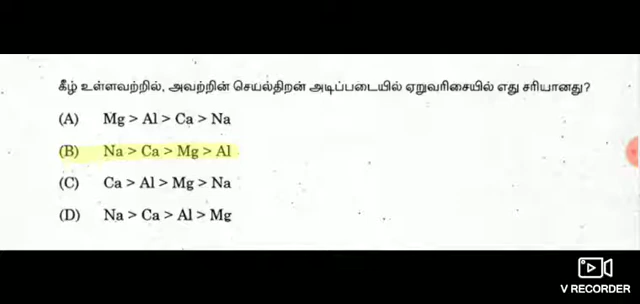 கீழ் உள்ளவற்றில், அவற்றின் செயல்திறன் அடிப்படையில் ஏறுவரிசையில் எது சரியானது?
(A) Mg > Al > Ca > Na
(B) Na > Ca > Mg > Al
(C) Ca > Al > Mg > Na
(D) Na > Ca > Al > Mg
V RECORDER